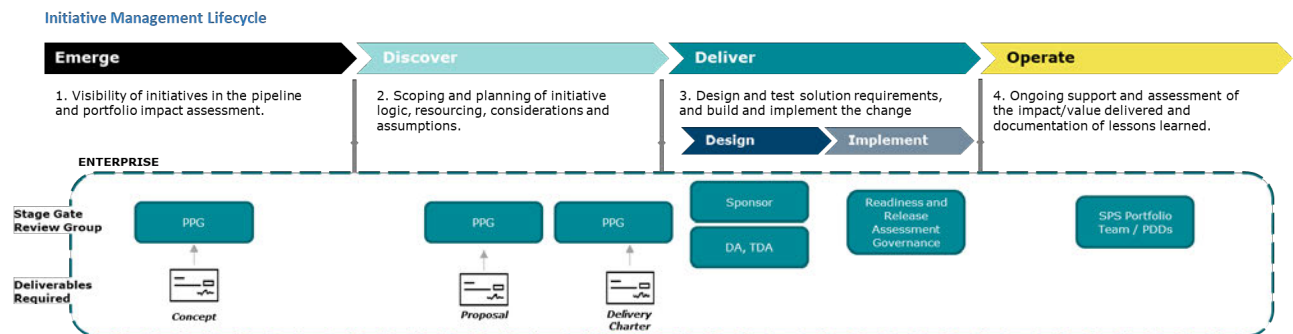 Initiative Management Lifecycle
Emerge
Discover
Deliver
Operate
1. Visibility of initiatives in the pipeline
and portfolio impact assessment.
2. Scoping and planning of initiative
logic, resourcing, considerations and
assumptions.
3. Design and test solution requirements,
and build and implement the change
4. Ongoing support and assessment of
the impact/value delivered and
documentation of lessons learned.
Design
Implement
ENTERPRISE
Stage Gate
Review Group
PPG
PPG
PPG
Sponsor
DA, TDA
Readiness and
Release
Assessment
Governance
SPS Portfolio
Team / PDDs
Deliverables
Required
Concept
Proposal
Delivery
Charter